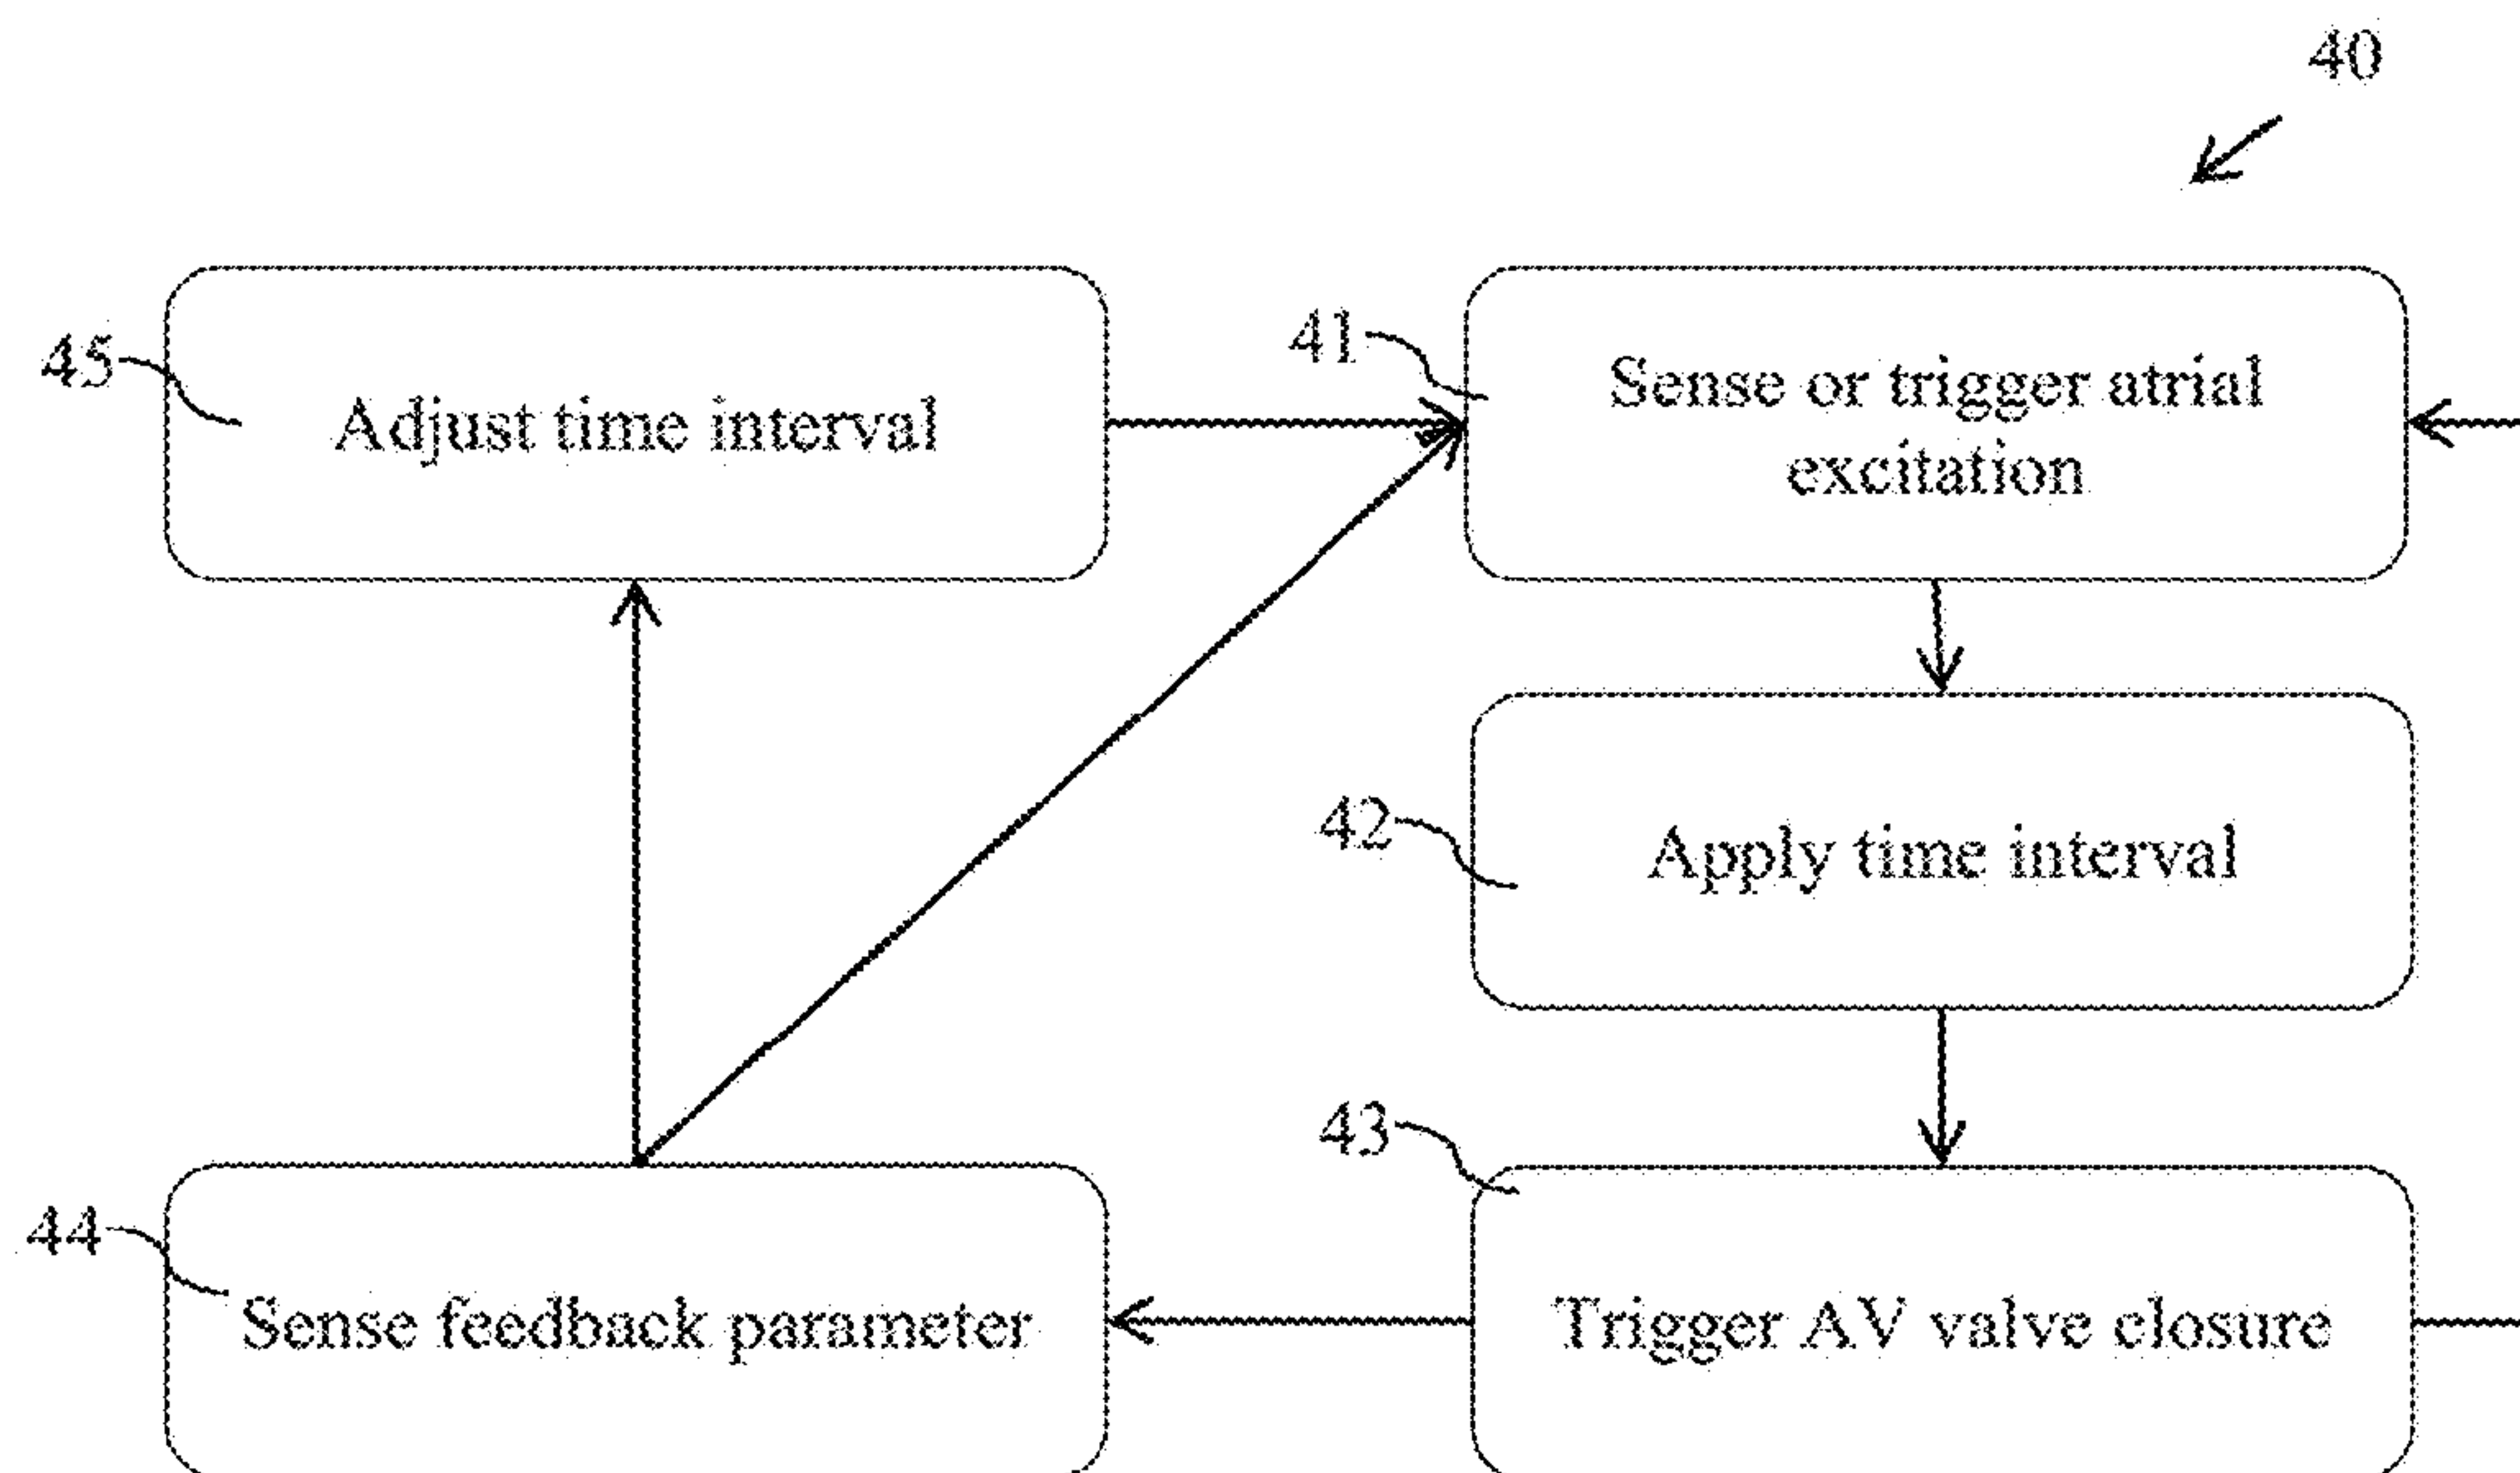 40
45
Adjust time interval
41
Sense or trigger atrial
excitation
42
Apply time interval
43
Trigger AV valve closure
44
Sense feedback parameter